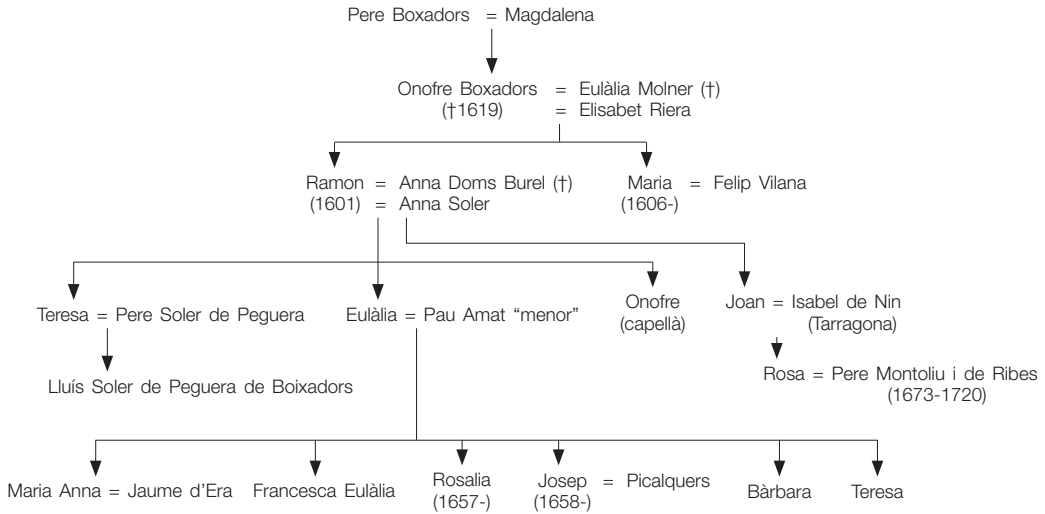 Pere Boxadors = Magdalena
Onofre Boxadors = Eulàlia Molner (†)
(†1619) = Elisabet Riera
Ramon = Anna Doms Burel (†)
(1601) = Anna Soler
Maria = Felip Vilana
(1606-)
Teresa = Pere Soler de Peguera
Eulàlia = Pau Amat “menor”
Onofre
(capellà)
Joan = Isabel de Nin
(Tarragona)
Lluís Soler de Peguera de Boixadors
Rosa = Pere Montoliu i de Ribes
(1673-1720)
Maria Anna = Jaume d'Era
Francesca Eulàlia
Rosalia
(1657-)
Josep = Picalquers
(1658-)
Bàrbara
Teresa